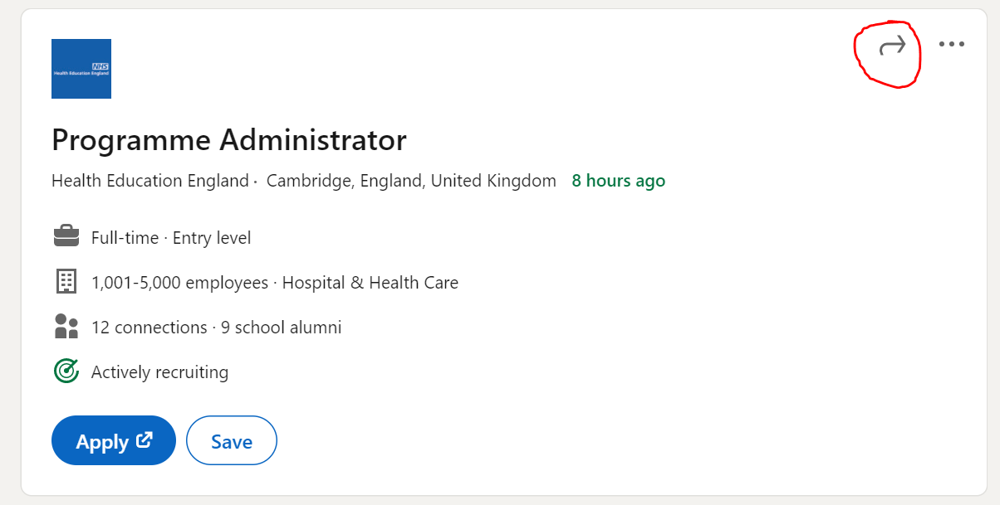 NHS
Health Education England
Programme Administrator
Health Education England · Cambridge, England, United Kingdom 8 hours ago
Full-time · Entry level
1,001-5,000 employees · Hospital & Health Care
12 connections · 9 school alumni
Actively recruiting
Apply
Save